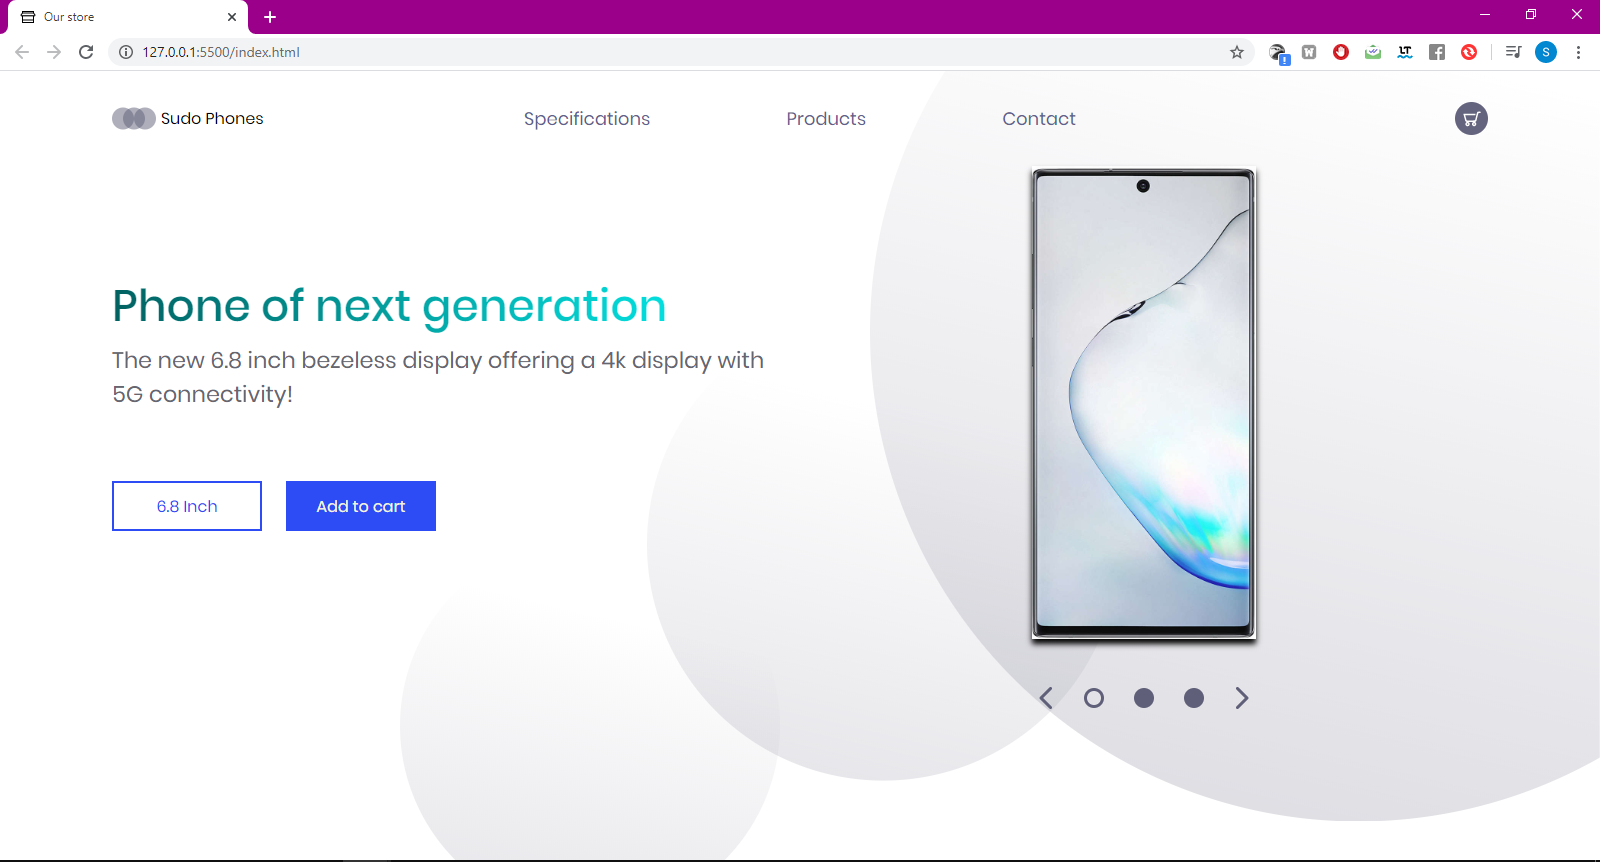 Our store
127.0.0.1:5500/index.html
W
LT
S
Sudo Phones
Specifications
Products
Contact
Phone of next generation
The new 6.8 inch bezeless display offering a 4k display with
5G connectivity!
6.8 Inch
Add to cart